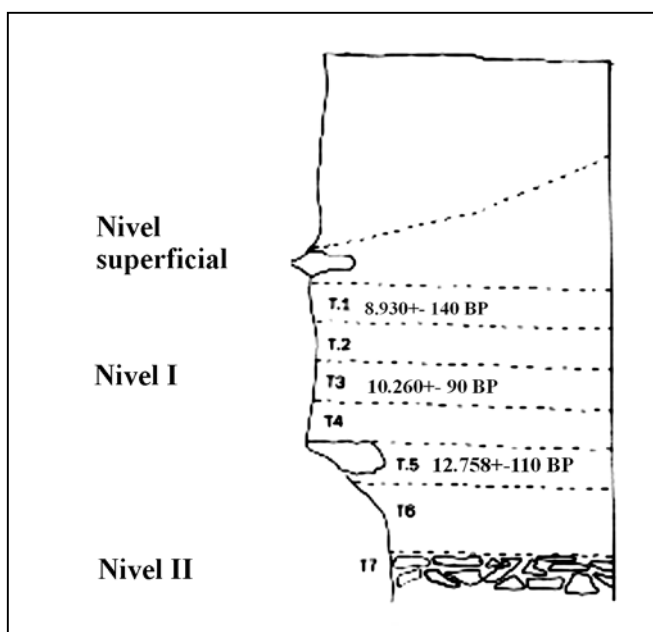 Nivel
superficial
T.1 8.930+- 140 BP
T.2
Nivel I
T3 10.260+- 90 BP
T4
T.5 12.758+-110 BP
T6
T7
Nivel II